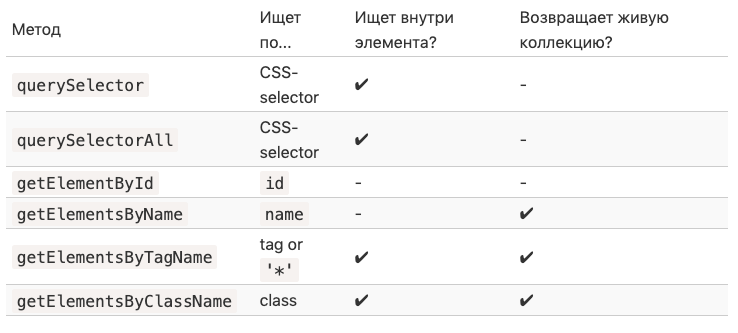 Метод Ищет по... Ищет внутри элемента? Возвращает живую коллекцию?
querySelector CSS-selector ✔ -
querySelectorAll CSS-selector ✔ -
getElementById id - -
getElementsByName name - ✔
getElementsByTagName tag or '*' ✔ ✔
getElementsByClassName class ✔ ✔